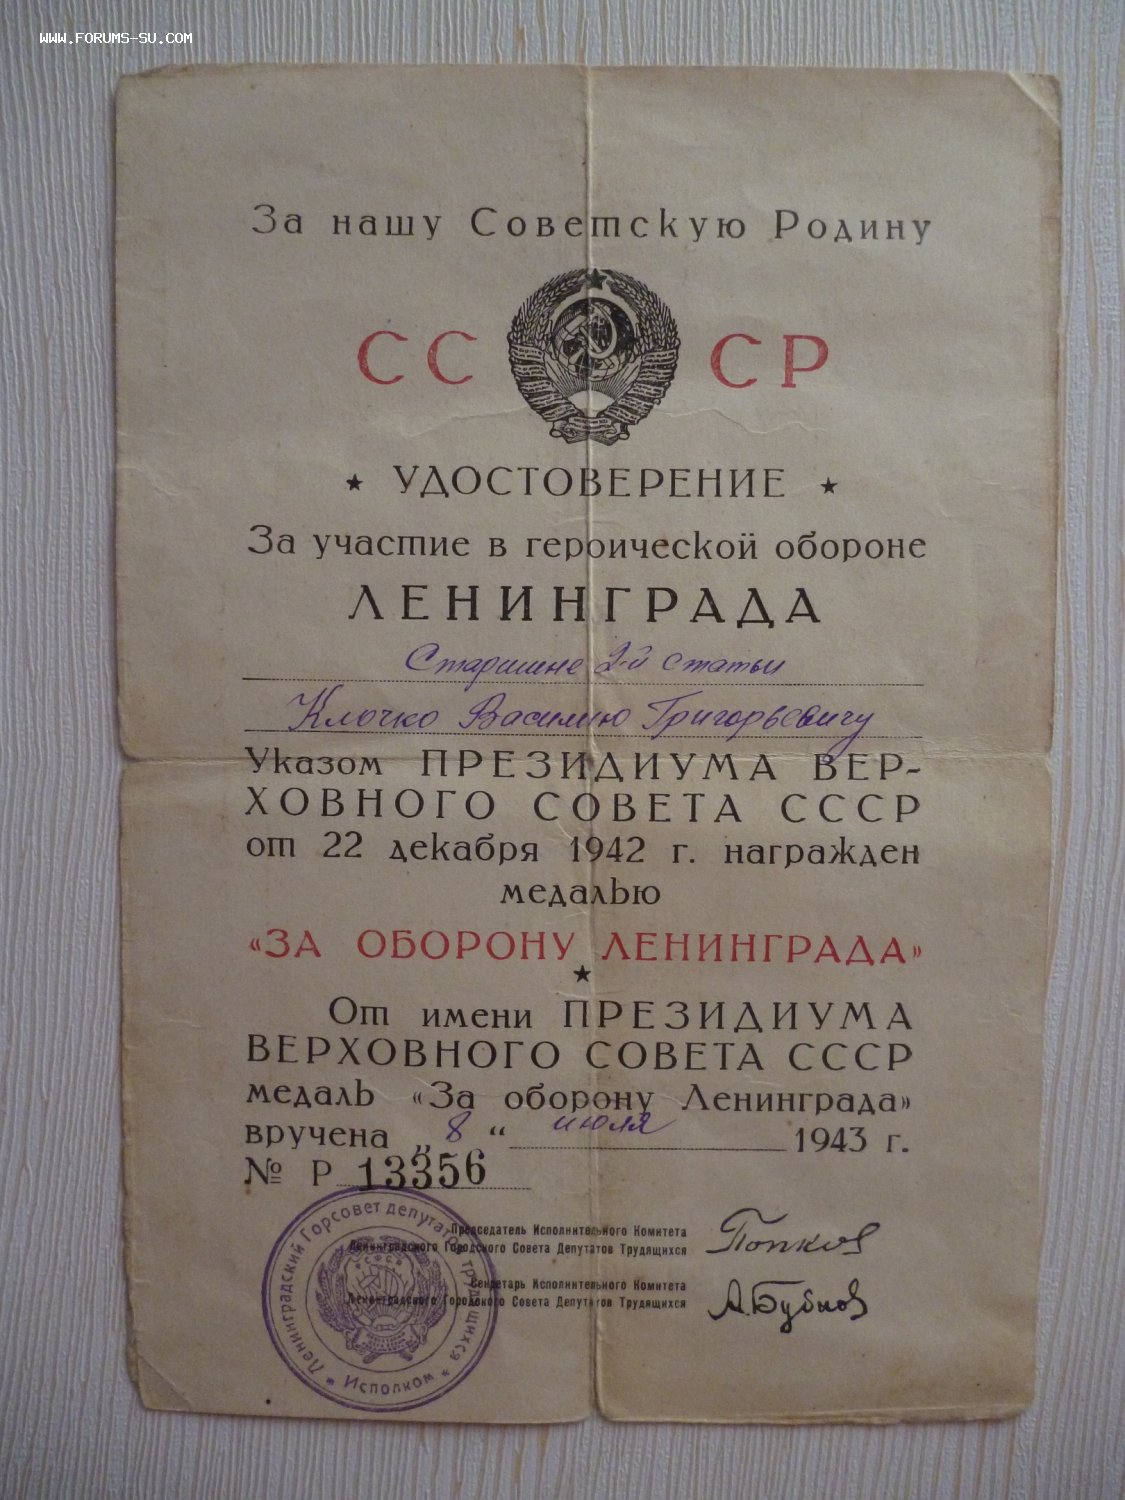 WWW.FORUMS-SU.COM
За нашу Советскую Родину
СС СР
★ УДОСТОВЕРЕНИЕ ★
За участие в героической обороне
ЛЕНИНГРАДА
Старшине 2-й статьи
Клочко Василию Григорьевичу
Указом ПРЕЗИДИУМА ВЕР-
ХОВНОГО СОВЕТА СССР
от 22 декабря 1942 г. награжден
медалью
«ЗА ОБОРОНУ ЛЕНИНГРАДА»
★
От имени ПРЕЗИДИУМА
ВЕРХОВНОГО СОВЕТА СССР
медаль «За оборону Ленинграда»
вручена „8“ июля 1943 г.
№ Р 13356
Председатель Исполнительного Комитета
Ленинградского Городского Совета Депутатов Трудящихся
Попков
Секретарь Исполнительного Комитета
Ленинградского Городского Совета Депутатов Трудящихся
А. Бубнов
Ленинградский Горсовет депутатов трудящихся
* Исполком *
РСФСР